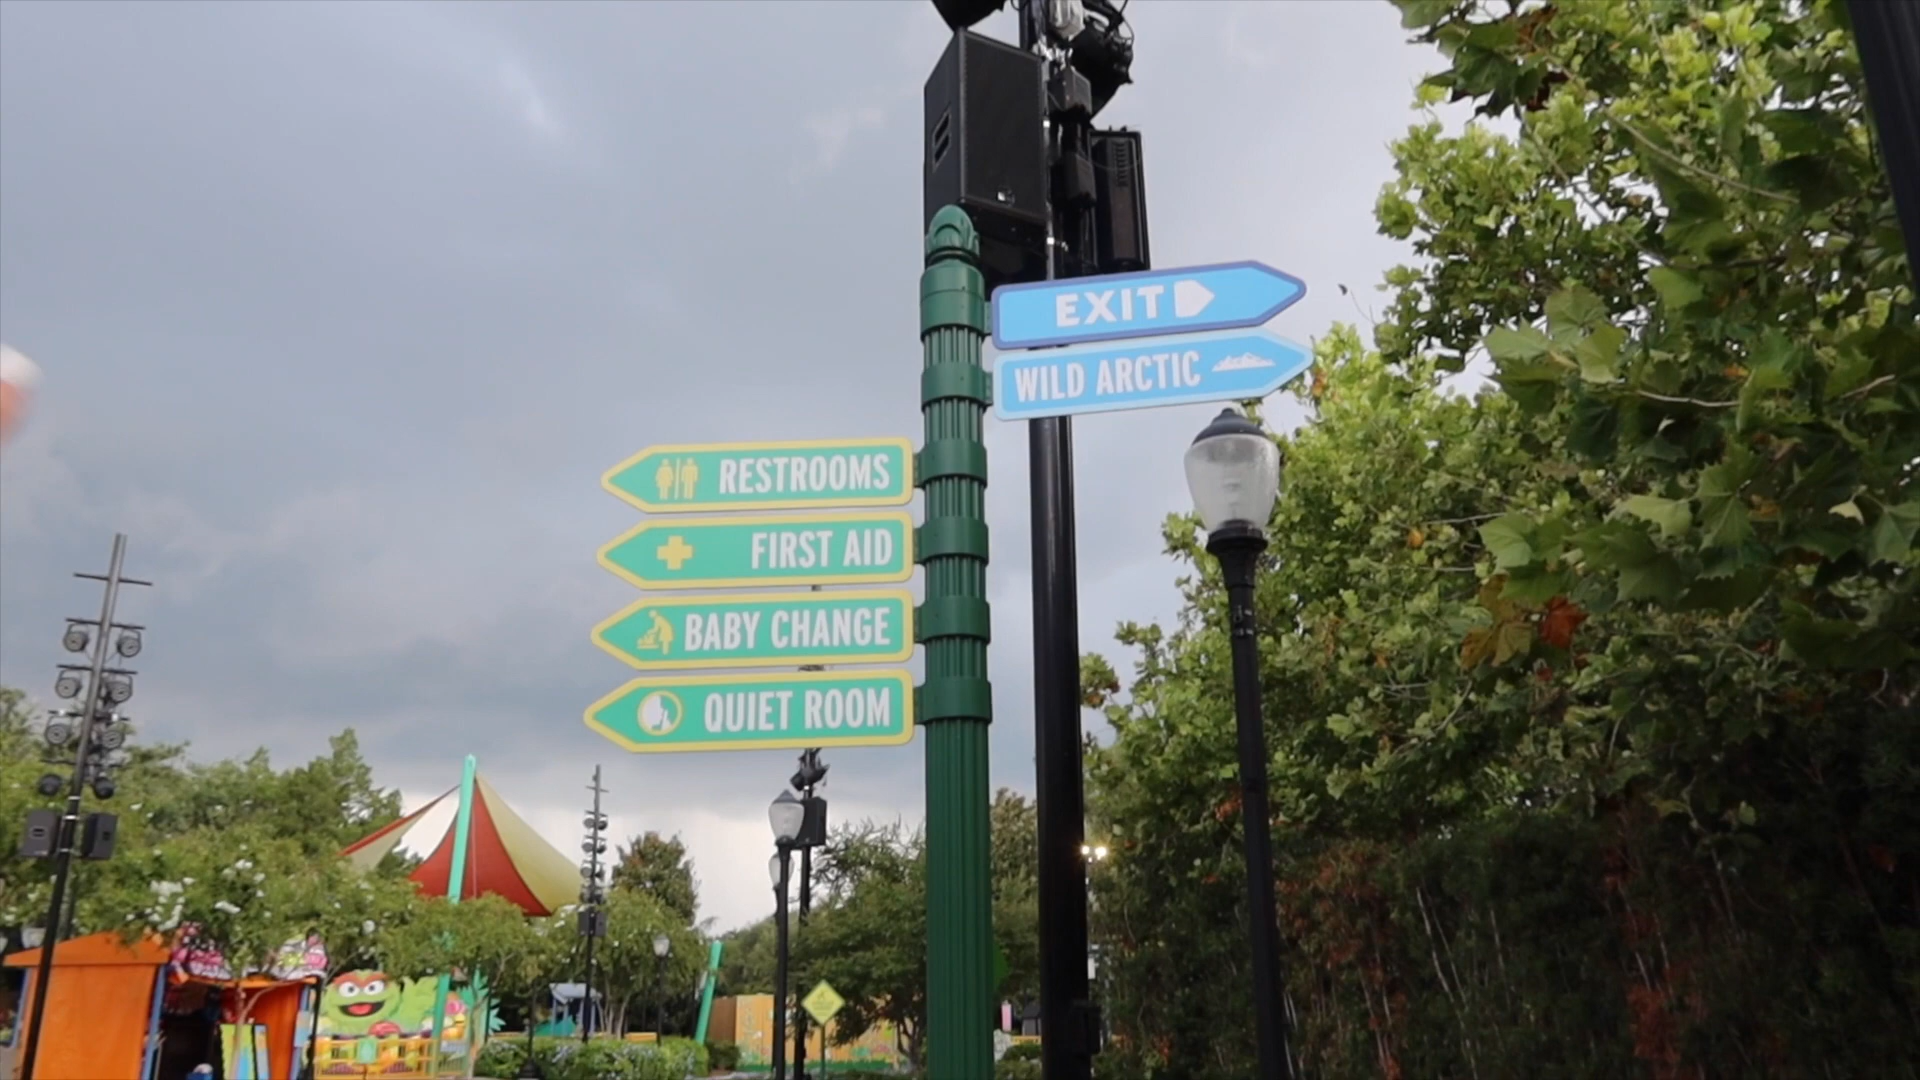 EXIT
WILD ARCTIC
RESTROOMS
FIRST AID
BABY CHANGE
QUIET ROOM